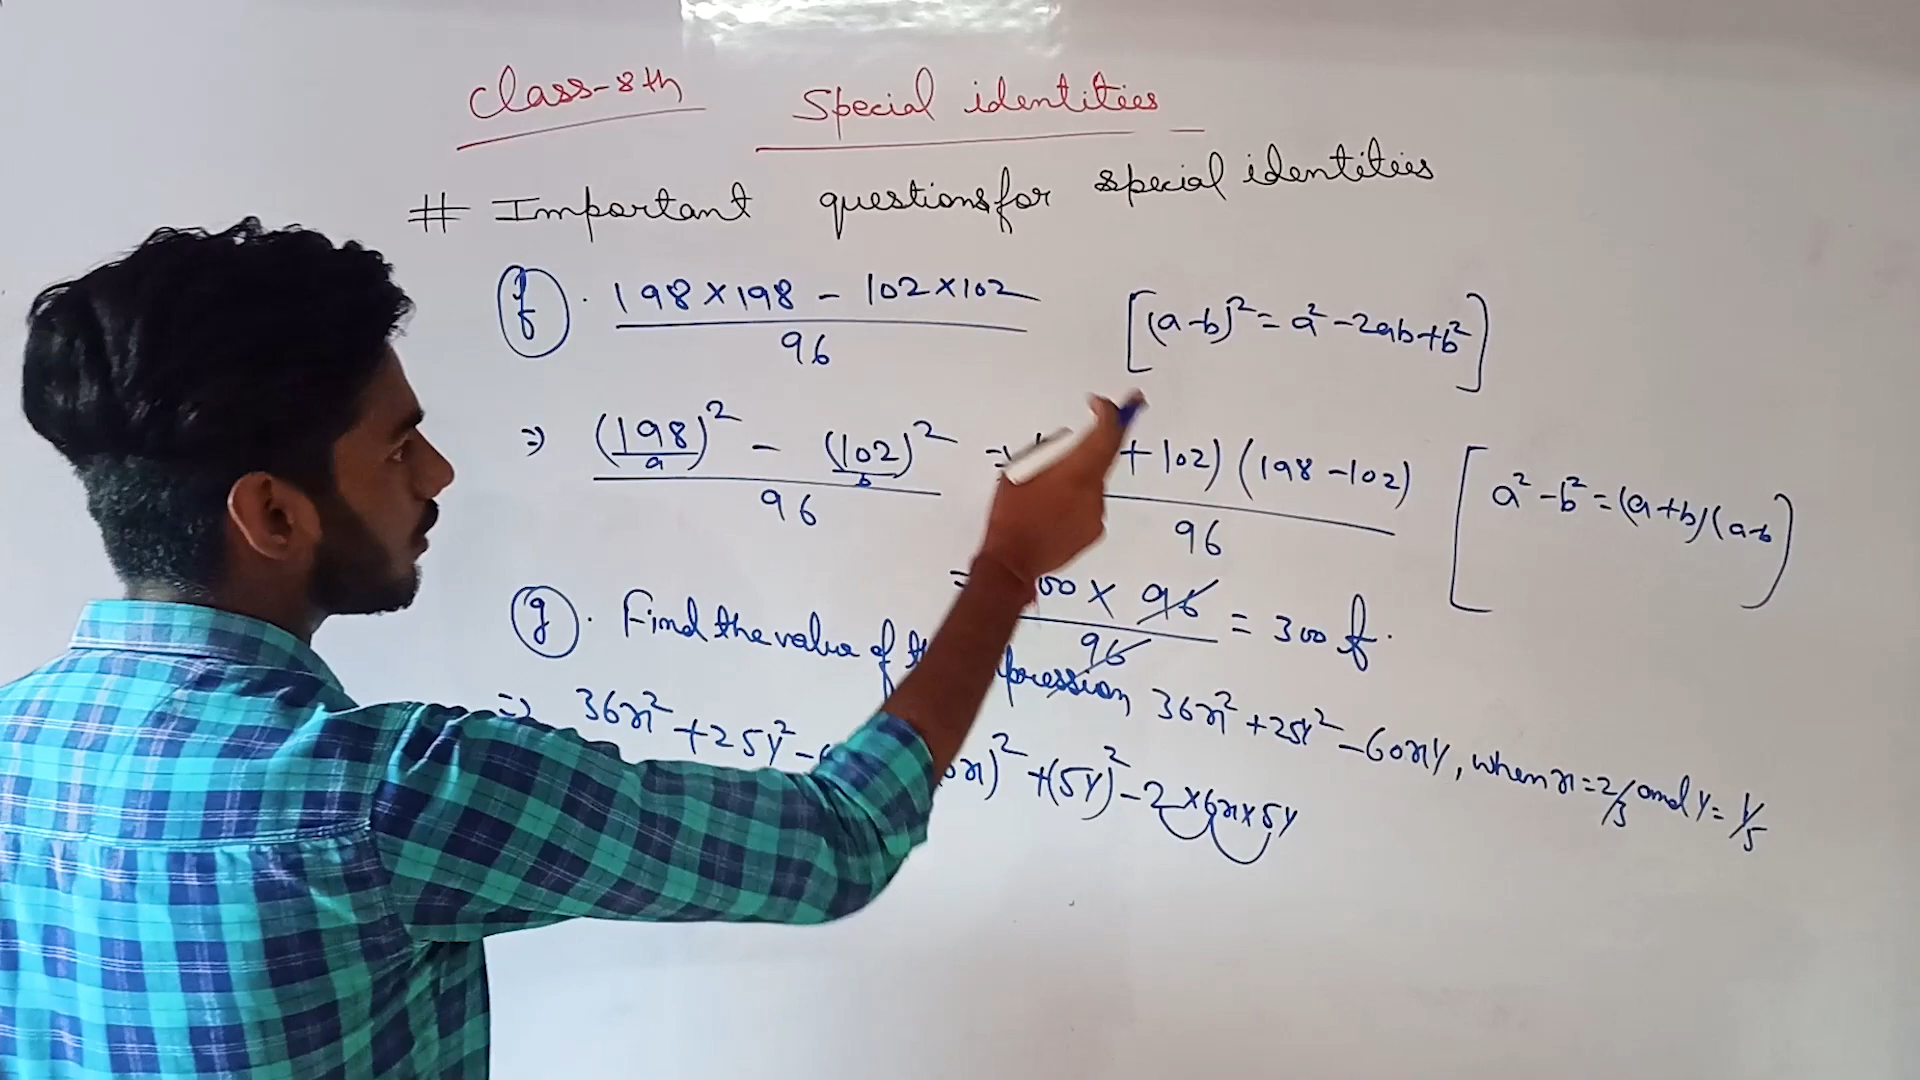 Class-8th Special identities
# Important questions for special identities
(f). 198×198 - 102×102 / 96 [(a-b)² = a² - 2ab + b²]
⇒ (198)² - (102)² / 96 ⇒ + 102) (198 - 102) / 96 [a² - b² = (a+b)(a-b)
a b
= 00 × 96 / 96 = 300 f.
(g). Find the value of 36x² + 25y² - 60xy, when x = 2/3 and y = 1/5
⇒ 36x² + 25y² - x)² + (5y)² - 2×6x×5y